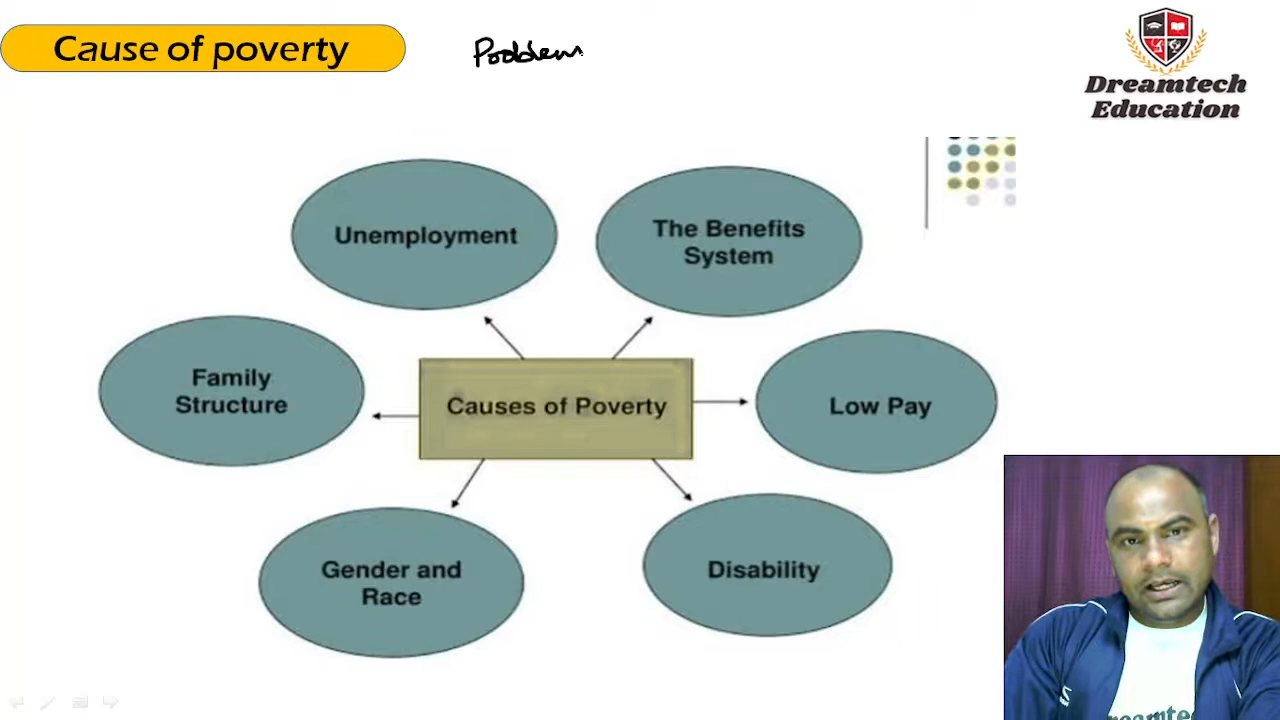 Cause of poverty
Poddem
Dreamtech
Education
Unemployment
The Benefits
System
Family
Structure
Causes of Poverty
Low Pay
Gender and
Race
Disability